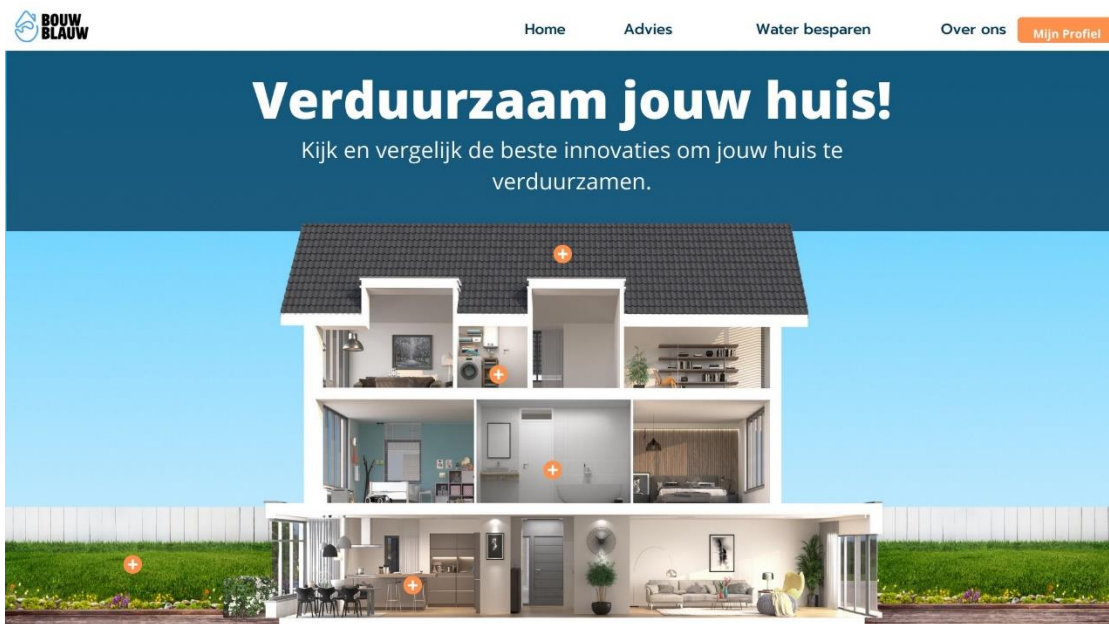 BOUW
BLAUW
Home Advies Water besparen Over ons Mijn Profiel
Verduurzaam jouw huis!
Kijk en vergelijk de beste innovaties om jouw huis te
verduurzamen.